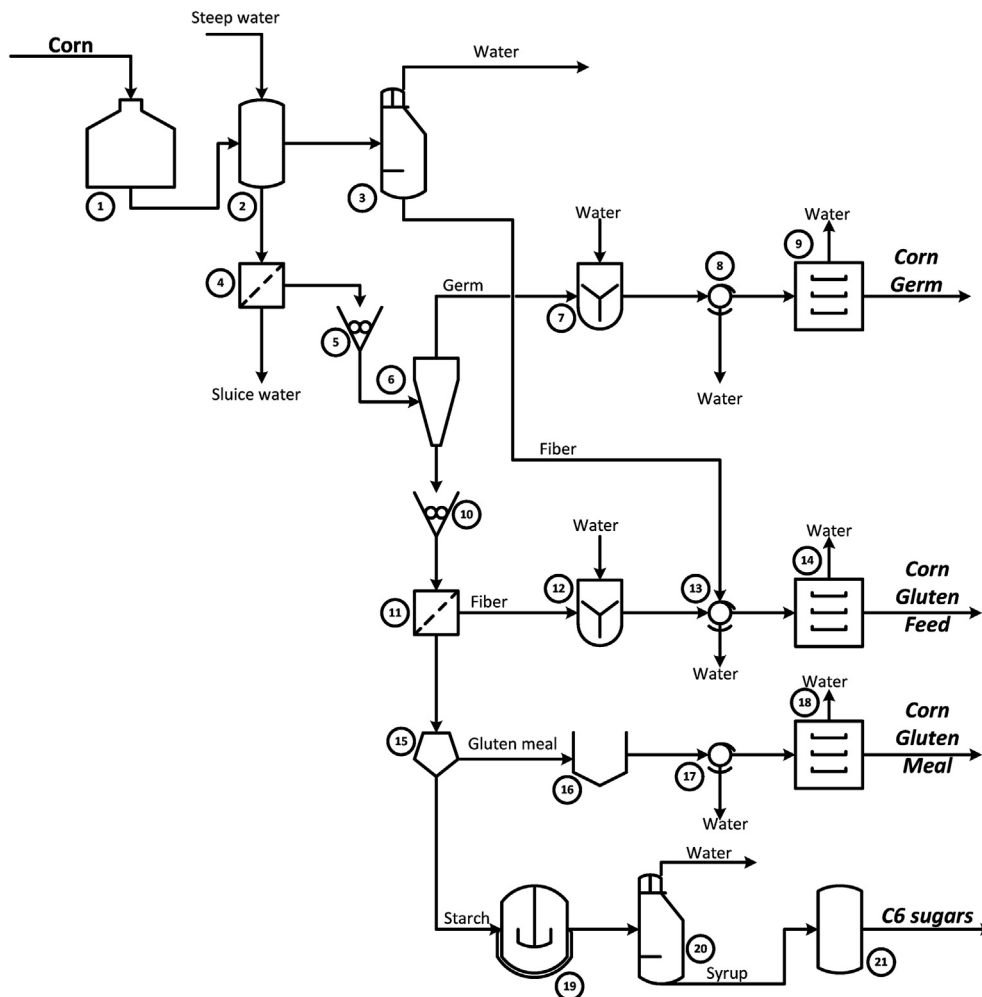 Steep water
Corn
Water
1
2
3
Water
Water
9
8
Corn
Germ
4
Germ
7
5
6
Sluice water
Water
Fiber
10
Water
Water
14
12
13
Corn
Gluten
Feed
11
Fiber
Water
Water
18
Corn
Gluten
Meal
15
Gluten meal
16
17
Water
Water
Starch
C6 sugars
20
19
Syrup
21